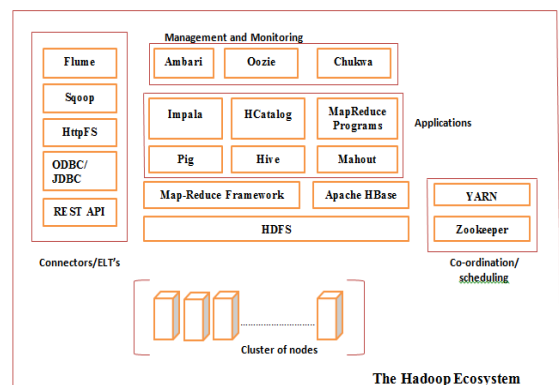 Management and Monitoring
Flume
Sqoop
HttpFS
ODBC/
JDBC
REST API
Connectors/ELT's
Ambari
Oozie
Chukwa
Impala
HCatalog
MapReduce
Programs
Pig
Hive
Mahout
Applications
Map-Reduce Framework
Apache HBase
HDFS
YARN
Zookeeper
Co-ordination/
scheduling
Cluster of nodes
The Hadoop Ecosystem